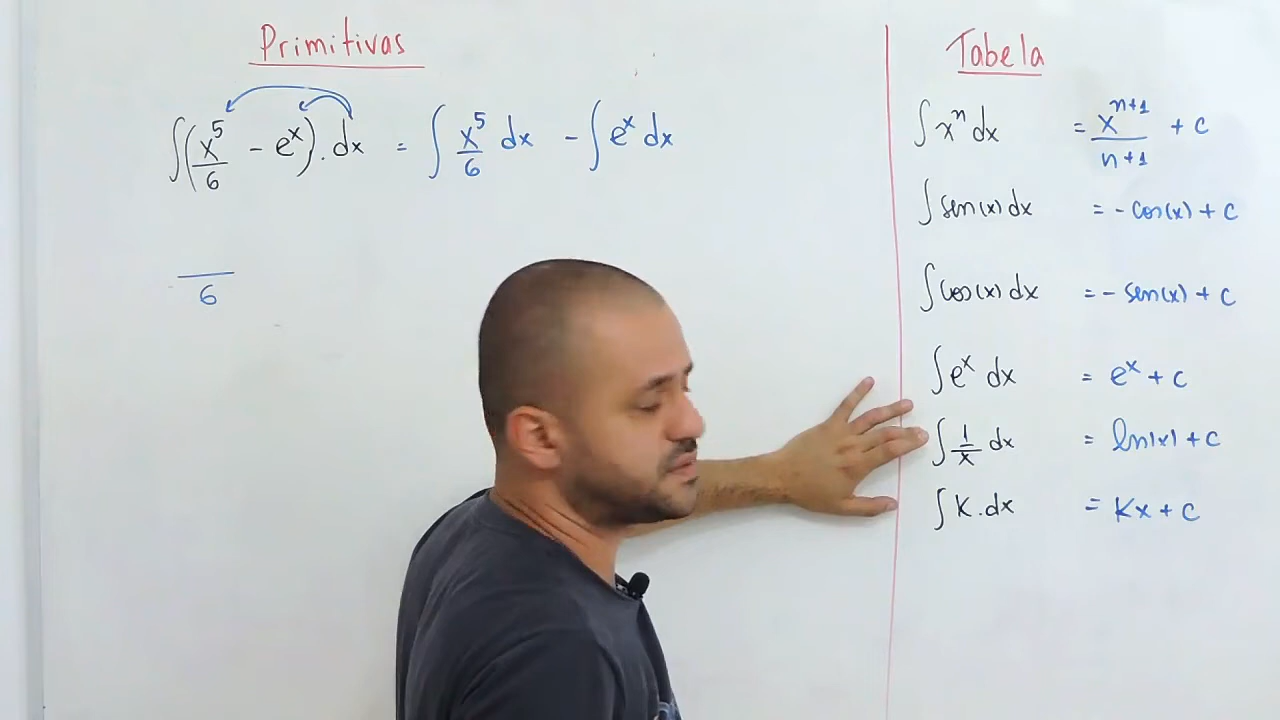 Primitivas
∫(x⁵/6 - eˣ).dx = ∫ x⁵/6 dx - ∫ eˣ dx
/6
Tabela
∫ xⁿ dx = xⁿ⁺¹/n+1 + c
∫ sen(x) dx = - cos(x) + c
∫ cos(x) dx = - sen(x) + c
∫ eˣ dx = eˣ + c
∫ 1/x dx = ln|x| + c
∫ K.dx = Kx + c